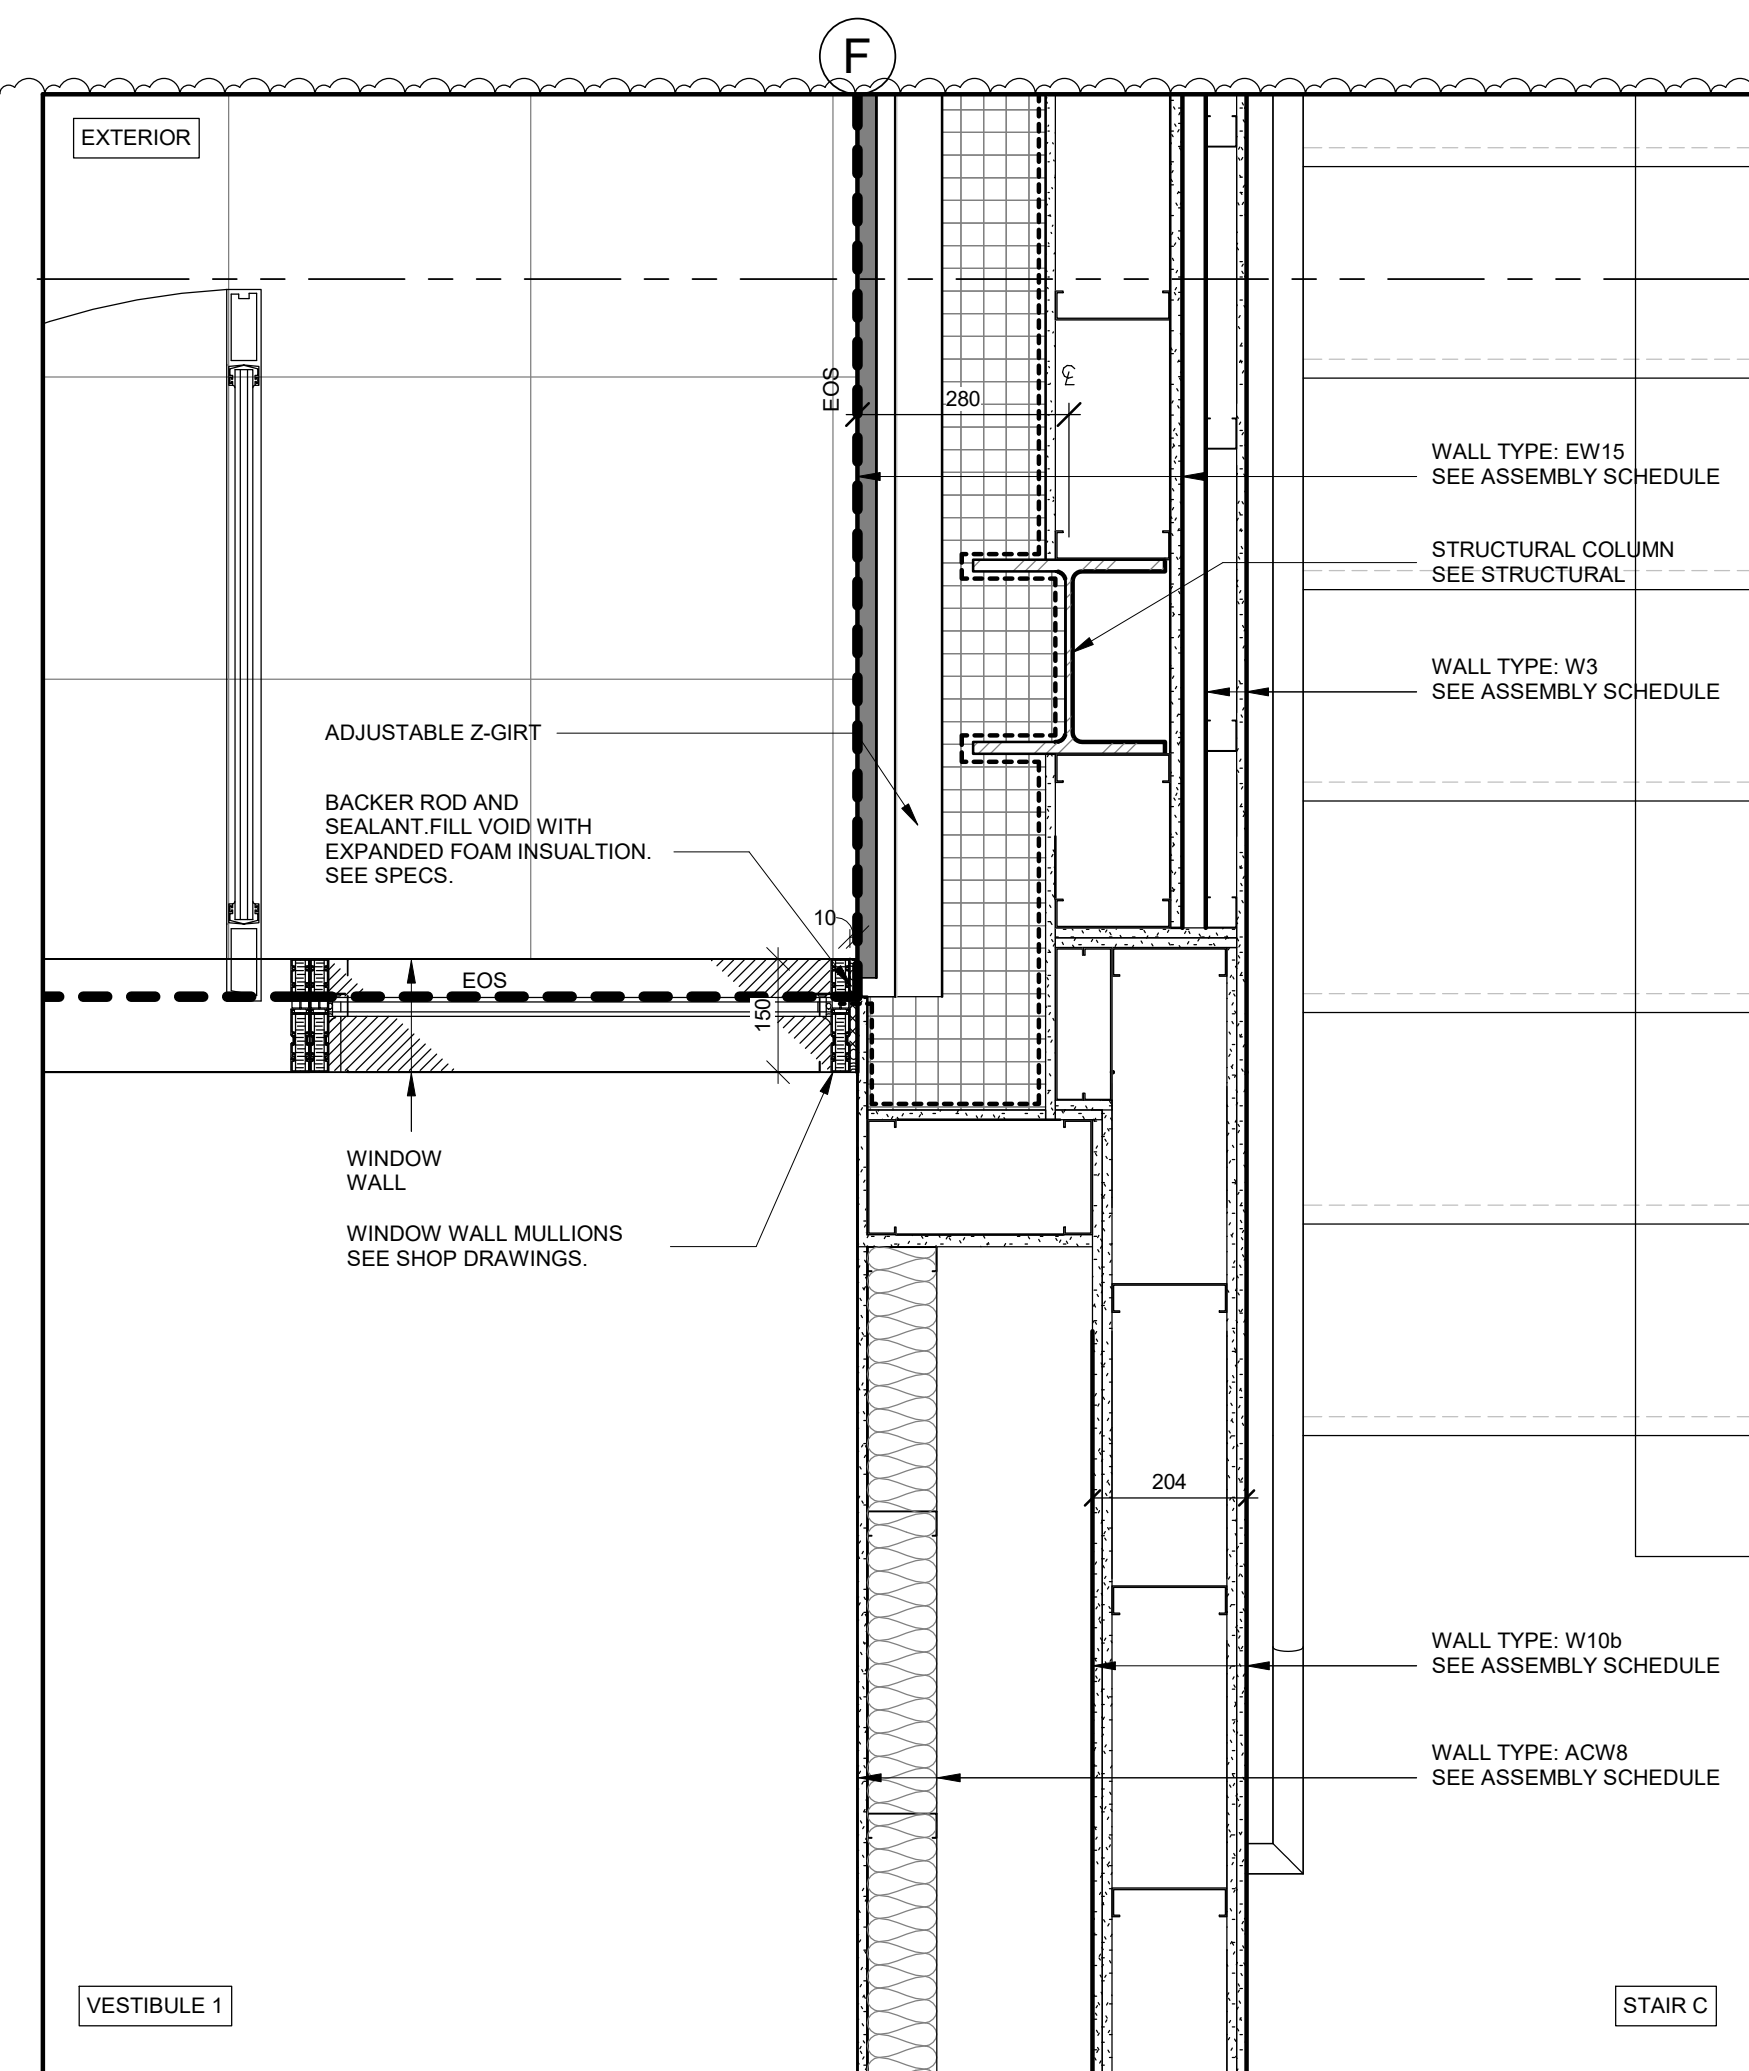 F
EXTERIOR
EOS
℄
280
WALL TYPE: EW15
SEE ASSEMBLY SCHEDULE
STRUCTURAL COLUMN
SEE STRUCTURAL
WALL TYPE: W3
SEE ASSEMBLY SCHEDULE
ADJUSTABLE Z-GIRT
BACKER ROD AND
SEALANT.FILL VOID WITH
EXPANDED FOAM INSUALTION.
SEE SPECS.
10
EOS
150
WINDOW
WALL
WINDOW WALL MULLIONS
SEE SHOP DRAWINGS.
204
WALL TYPE: W10b
SEE ASSEMBLY SCHEDULE
WALL TYPE: ACW8
SEE ASSEMBLY SCHEDULE
VESTIBULE 1
STAIR C